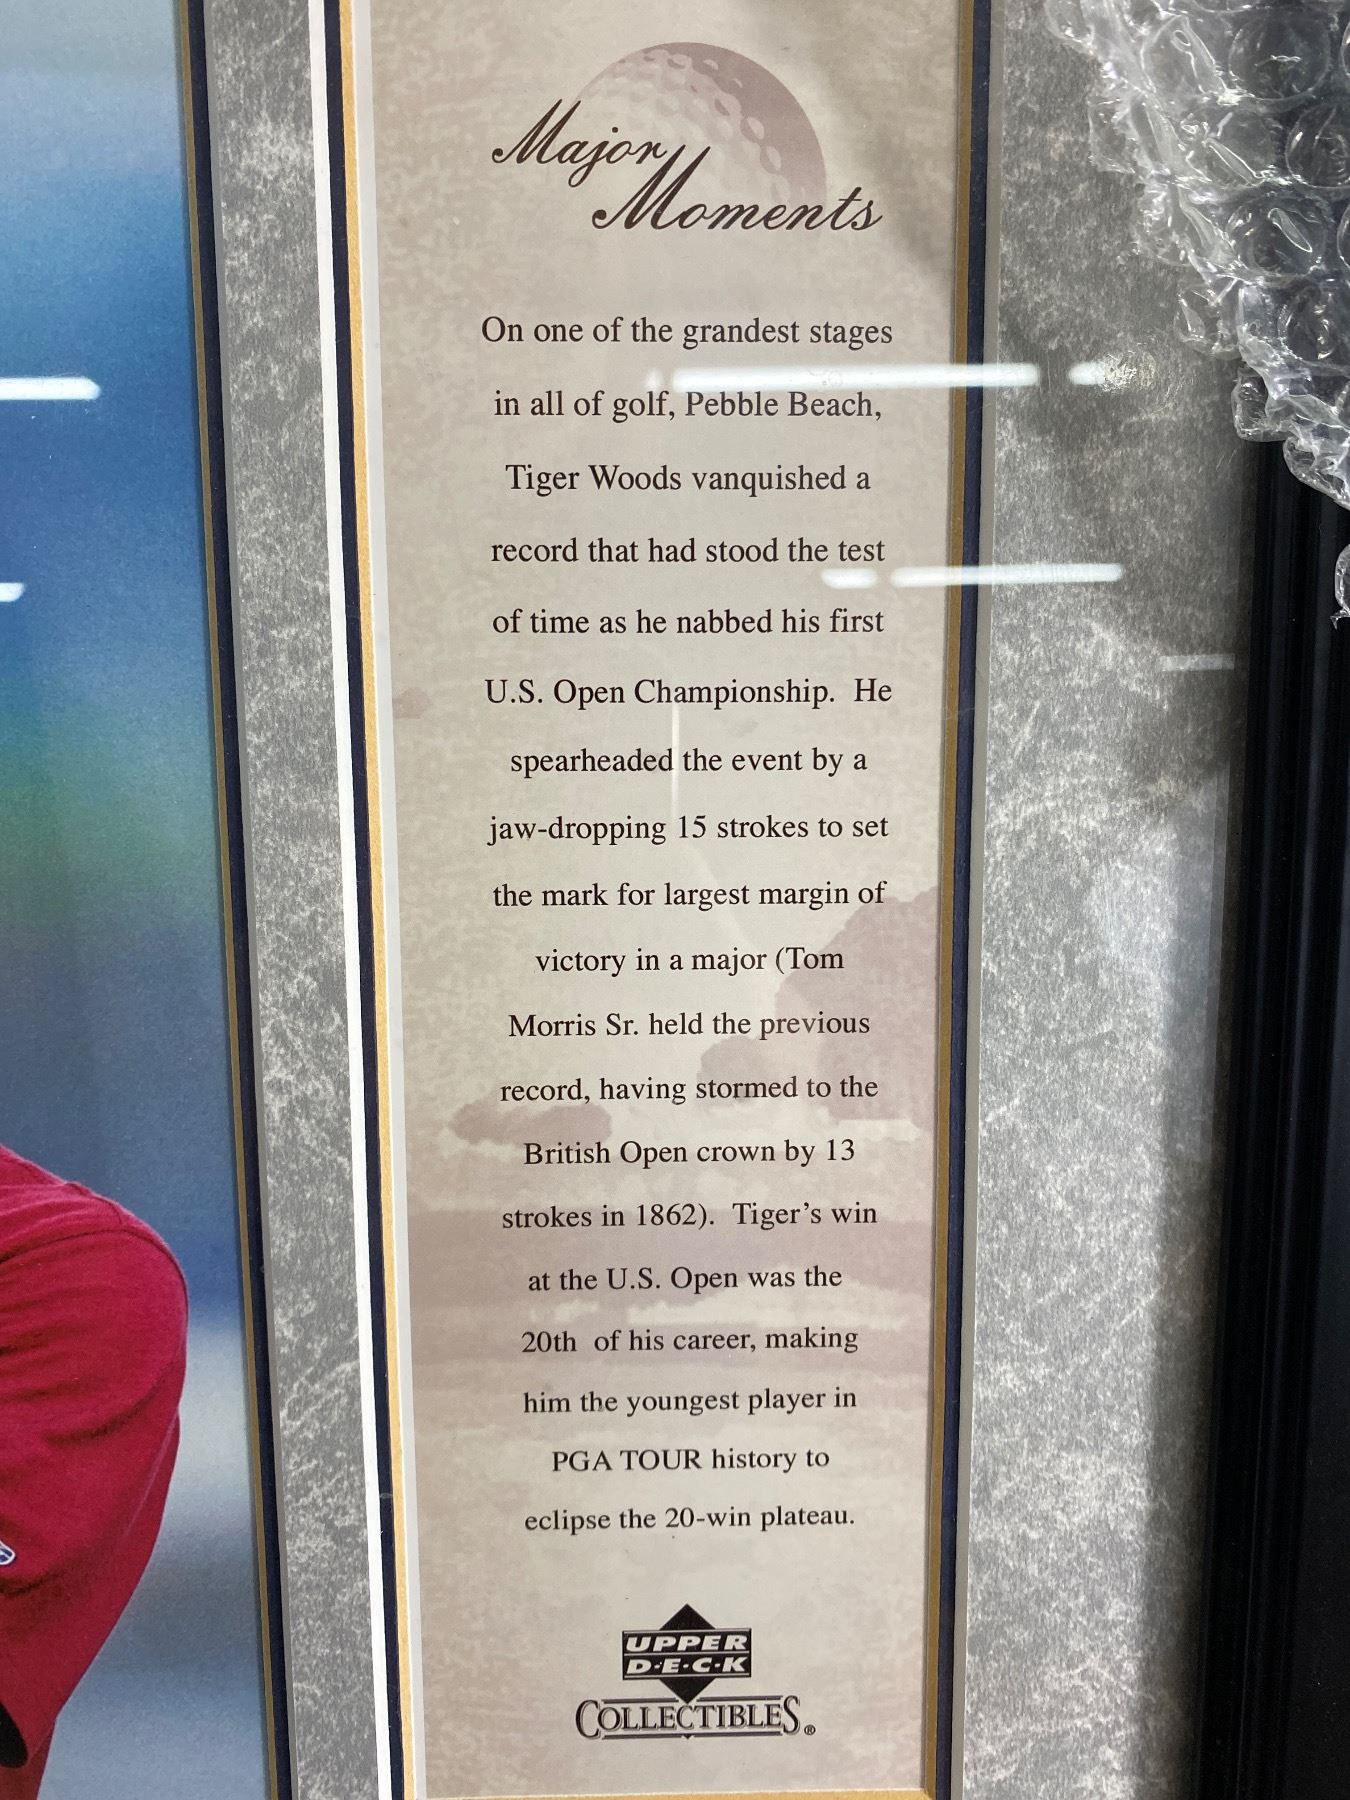 Major
Moments
On one of the grandest stages
in all of golf, Pebble Beach,
Tiger Woods vanquished a
record that had stood the test
of time as he nabbed his first
U.S. Open Championship.  He
spearheaded the event by a
jaw-dropping 15 strokes to set
the mark for largest margin of
victory in a major (Tom
Morris Sr. held the previous
record, having stormed to the
British Open crown by 13
strokes in 1862).  Tiger’s win
at the U.S. Open was the
20th  of his career, making
him the youngest player in
PGA TOUR history to
eclipse the 20-win plateau.
UPPER
D·E·C·K
COLLECTIBLES®